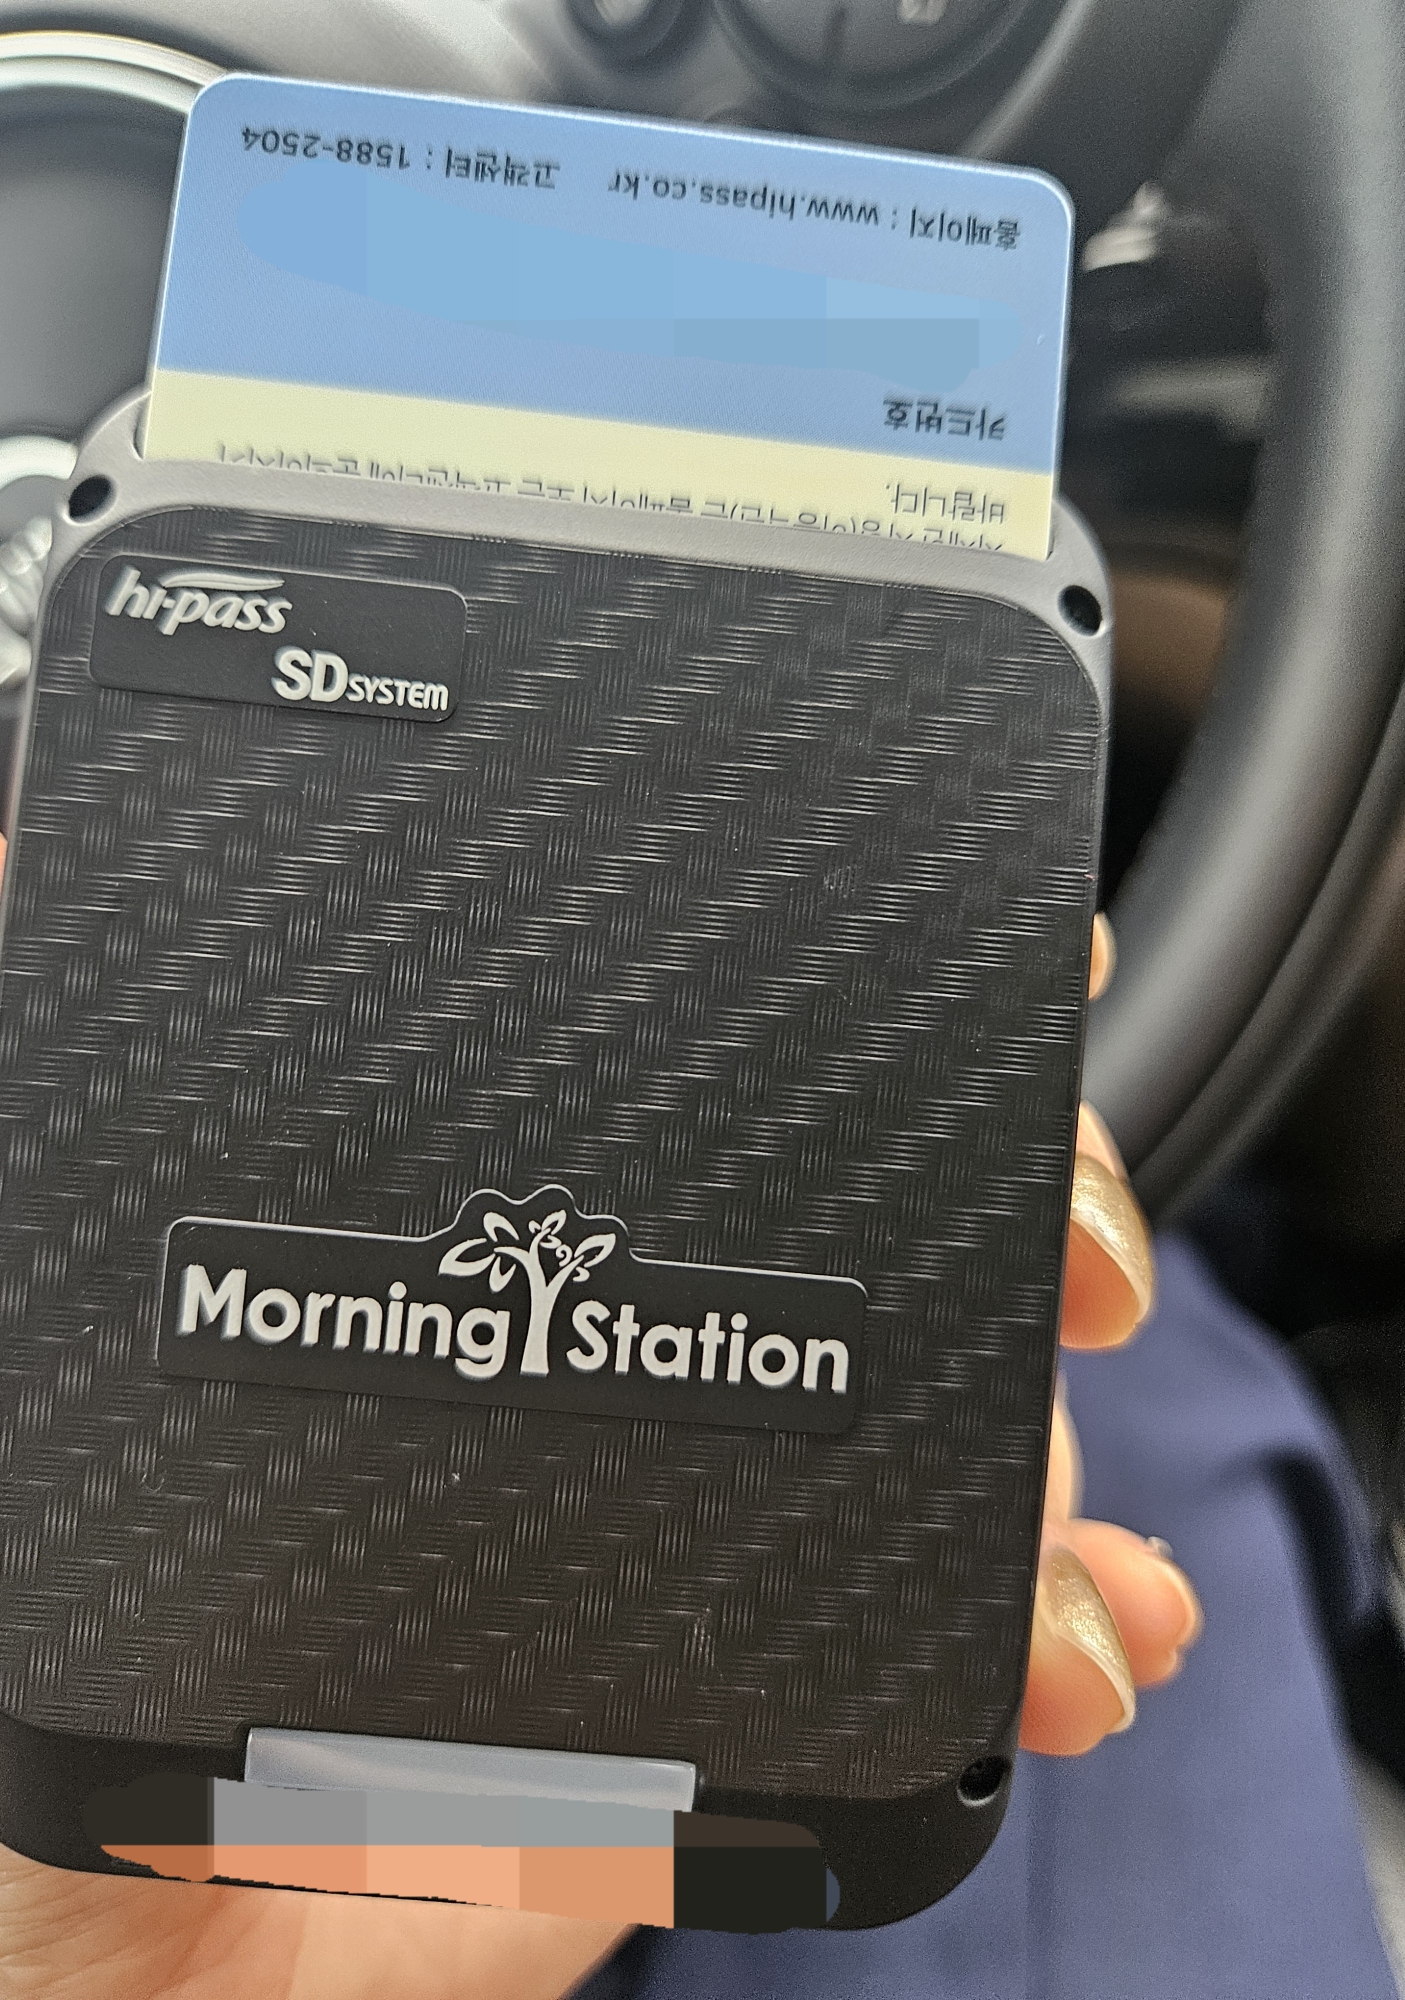 홈페이지 : www.hipass.co.kr 고객센터 : 1588-2504
카드번호
바랍니다.
hi-pass
SD SYSTEM
Morning Station